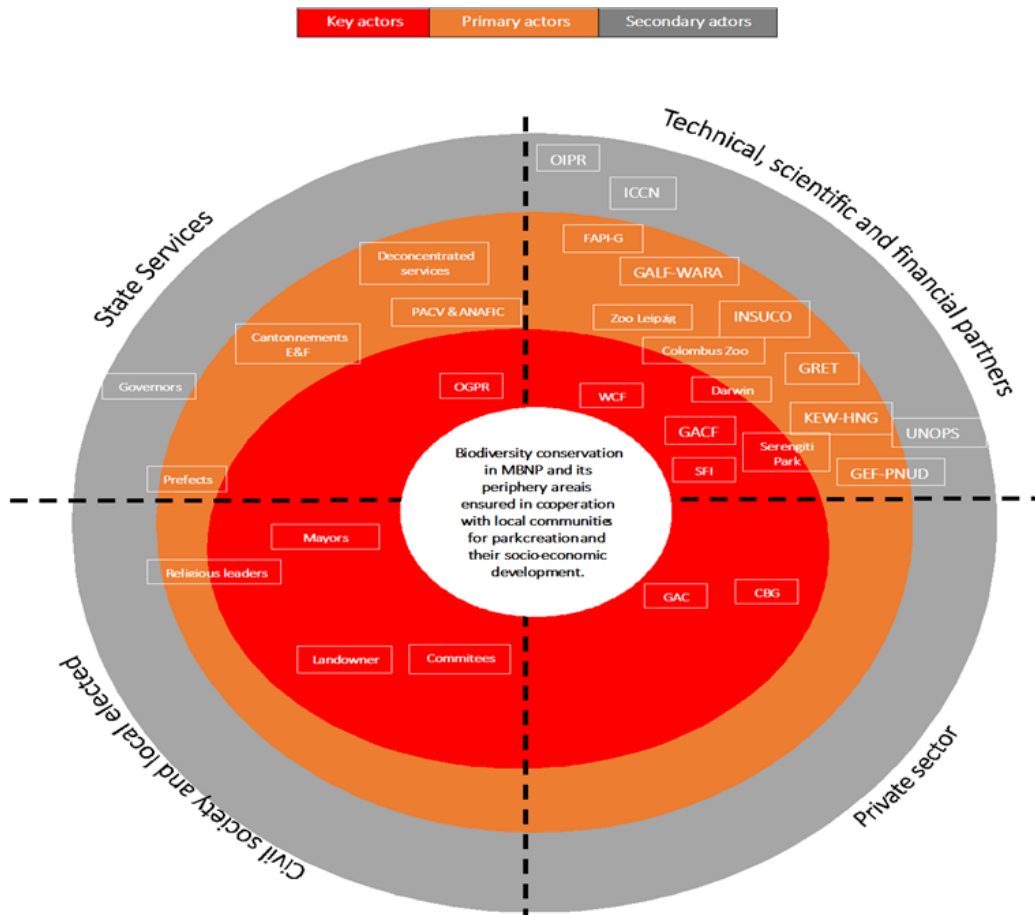 Key actors
Primary actors
Secondary actors
Technical, scientific and financial partners
State Services
OIPR
ICCN
FAPI-G
Deconcentrated
services
GALF-WARA
PACV & ANAFIC
Zoo Leipzig
INSUCO
Cantonnements
E&F
Colombus Zoo
GRET
Governors
OGPR
WCF
Darwin
KEW-HNG
UNOPS
GACF
Serengiti
Park
SFI
GEF-PNUD
Prefects
Biodiversity conservation
in MBNP and its
periphery areais
ensured in cooperation
with local communities
for parkcreation and
their socio-economic
development.
Mayors
Religious leaders
GAC
CBG
Landowner
Commitees
Civil society and local elected
Private sector